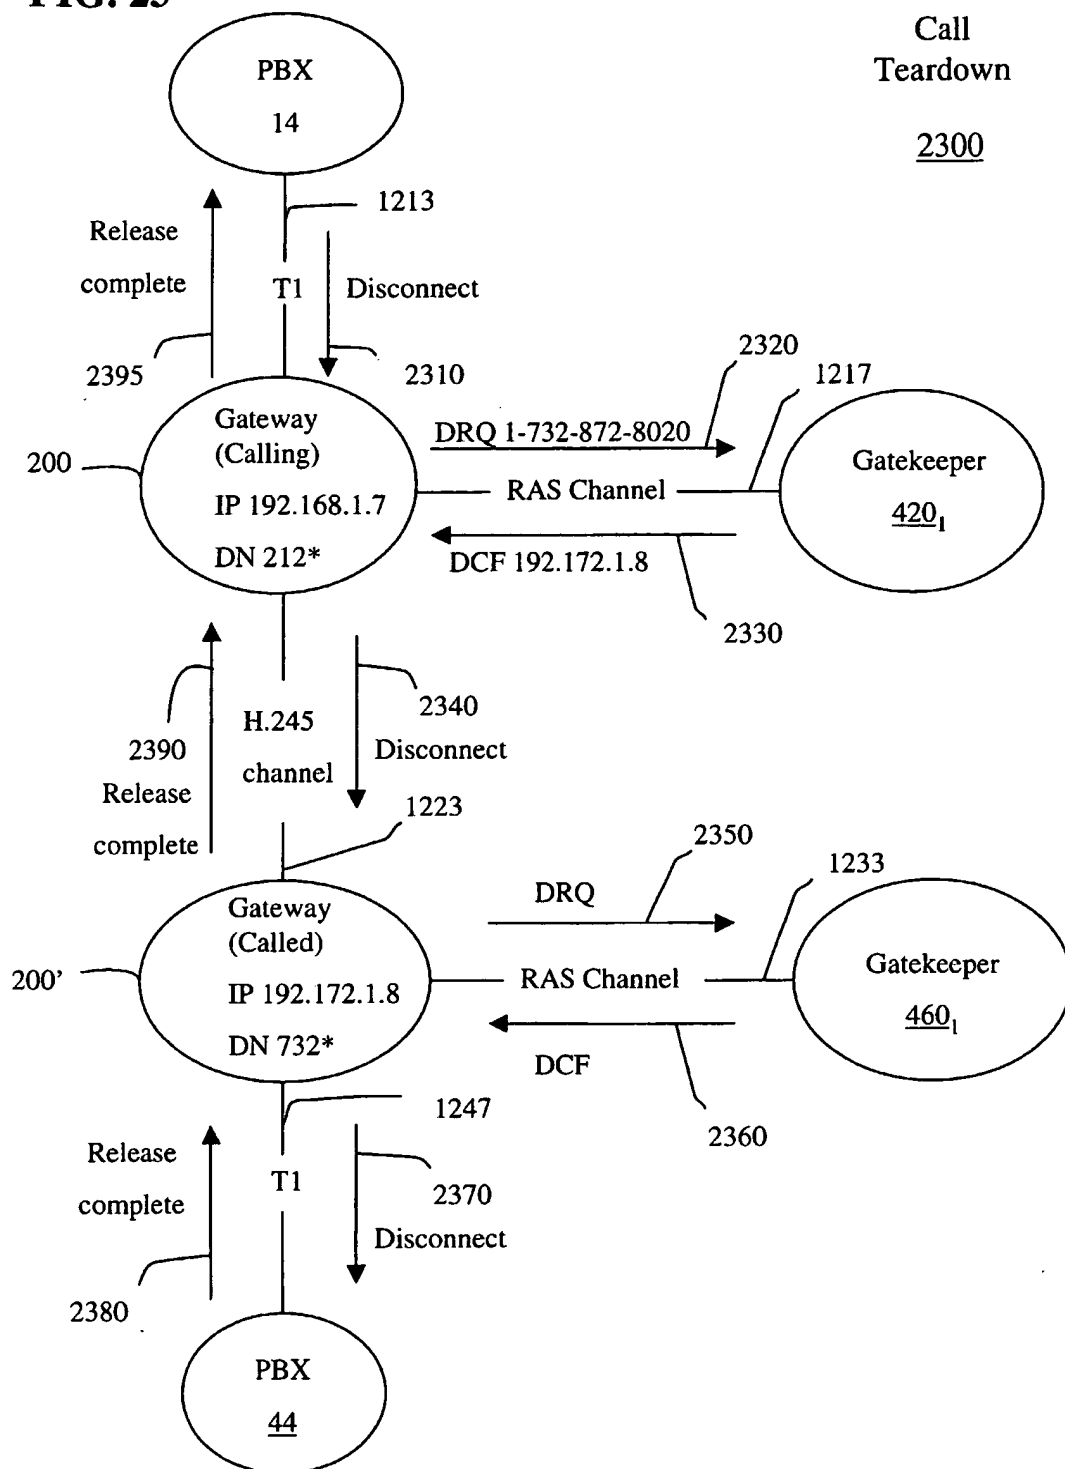 FIG. 23
Call
Teardown
2300
PBX
14
1213
Release
complete
T1
Disconnect
2395
2310
2320
1217
Gateway
(Calling)
IP 192.168.1.7
DN 212*
200
DRQ 1-732-872-8020
RAS Channel
DCF 192.172.1.8
Gatekeeper
420₁
2330
2340
H.245
channel
2390
Disconnect
Release
complete
1223
2350
1233
Gateway
(Called)
IP 192.172.1.8
DN 732*
200’
DRQ
RAS Channel
DCF
Gatekeeper
460₁
2360
1247
Release
complete
T1
2370
Disconnect
2380
PBX
44